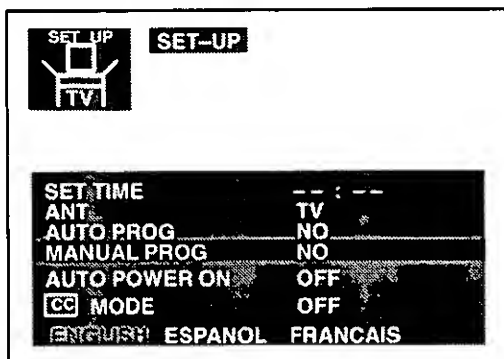 SET UP
TV
SET-UP
SET TIME -- : --
ANT TV
AUTO PROG NO
MANUAL PROG NO
AUTO POWER ON OFF
CC MODE OFF
ENGLISH ESPANOL FRANCAIS